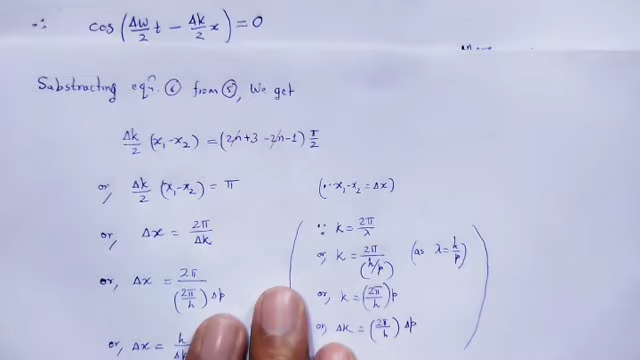 ∴ cos(Δω/2 t − Δk/2 x) = 0
Substracting eqⁿ. ⑥ from ⑤, We get
Δk/2 (x₁−x₂) = (2n+3−2n−1) π/2
or, Δk/2 (x₁−x₂) = π (∵ x₁−x₂ = Δx)
or, Δx = 2π/Δk
or, Δx = 2π/((2π/h) Δp)
or, Δx = h/Δ
∵ k = 2π/λ
or, k = 2π/(h/p) (as λ = h/p)
or, k = (2π/h) p
or, Δk = (2π/h) Δp